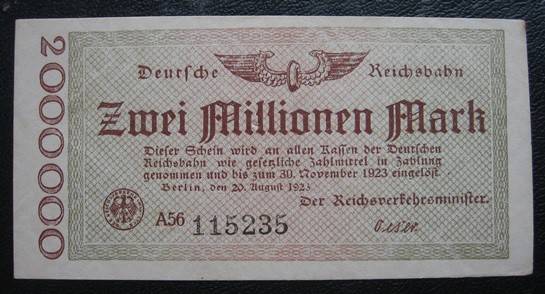 2000000
Deutsche Reichsbahn
Zwei Millionen Mark
Dieser Schein wird an allen Kassen der Deutschen
Reichsbahn wie gesetzliche Zahlmittel in Zahlung
genommen und bis zum 30. November 1923 eingelöst.
Berlin, den 20. August 1923
Der Reichsverkehrsminister.
A56 115235
Oeser.